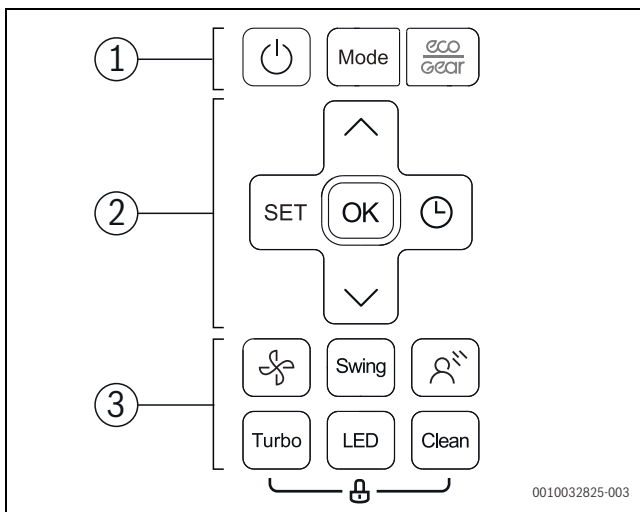 1
Mode
eco
Gear
2
SET
OK
3
Swing
Turbo
LED
Clean
0010032825-003